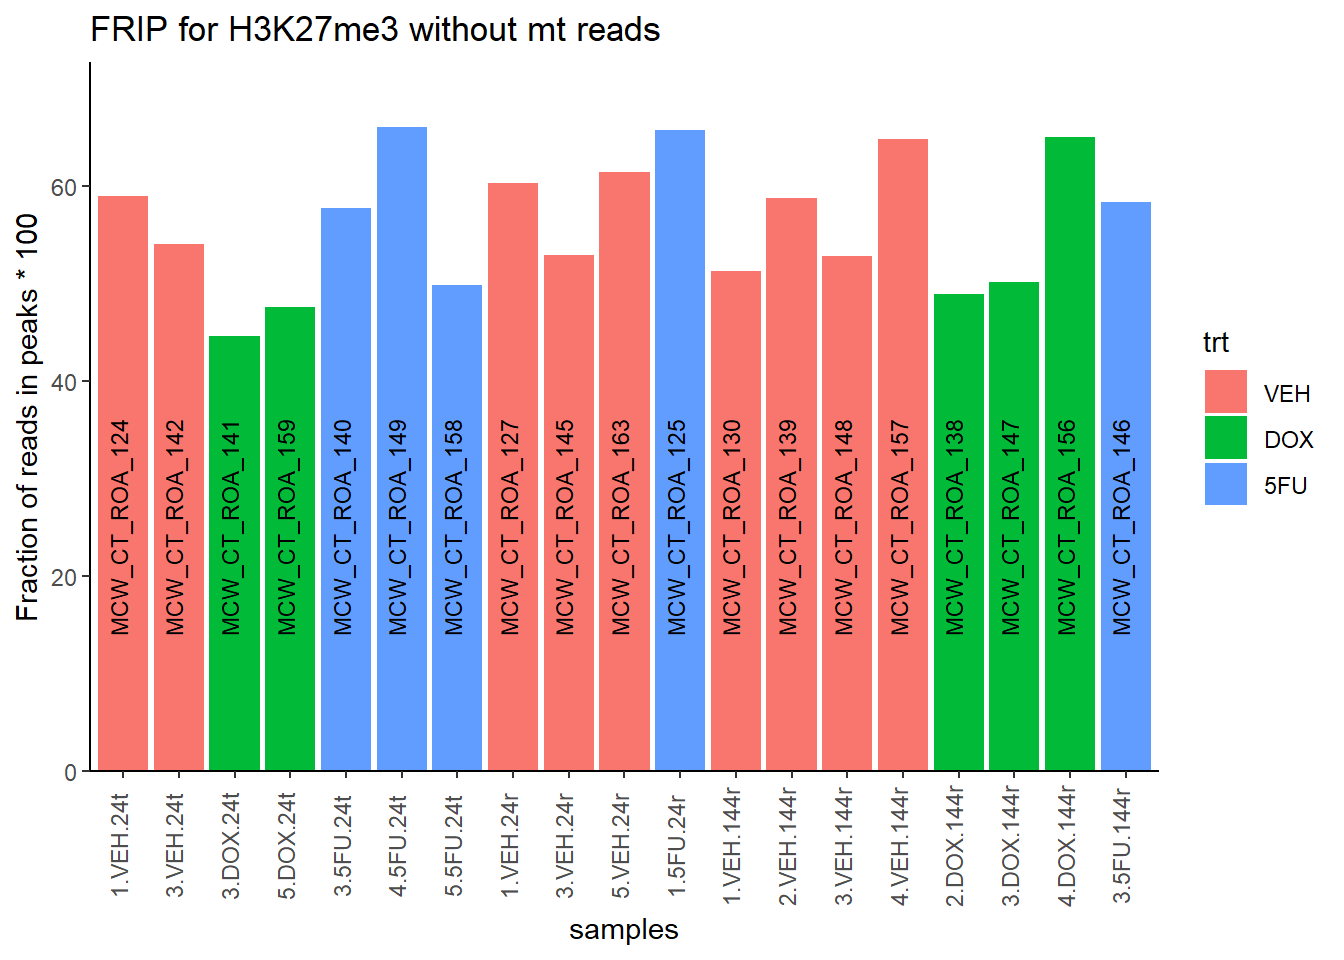 FRIP for H3K27me3 without mt reads
Fraction of reads in peaks * 100
60
40
20
0
MCW_CT_ROA_124
MCW_CT_ROA_142
MCW_CT_ROA_141
MCW_CT_ROA_159
MCW_CT_ROA_140
MCW_CT_ROA_149
MCW_CT_ROA_158
MCW_CT_ROA_127
MCW_CT_ROA_145
MCW_CT_ROA_163
MCW_CT_ROA_125
MCW_CT_ROA_130
MCW_CT_ROA_139
MCW_CT_ROA_148
MCW_CT_ROA_157
MCW_CT_ROA_138
MCW_CT_ROA_147
MCW_CT_ROA_156
MCW_CT_ROA_146
1.VEH.24t
3.VEH.24t
3.DOX.24t
5.DOX.24t
3.5FU.24t
4.5FU.24t
5.5FU.24t
1.VEH.24r
3.VEH.24r
5.VEH.24r
1.5FU.24r
1.VEH.144r
2.VEH.144r
3.VEH.144r
4.VEH.144r
2.DOX.144r
3.DOX.144r
4.DOX.144r
3.5FU.144r
samples
trt
VEH
DOX
5FU